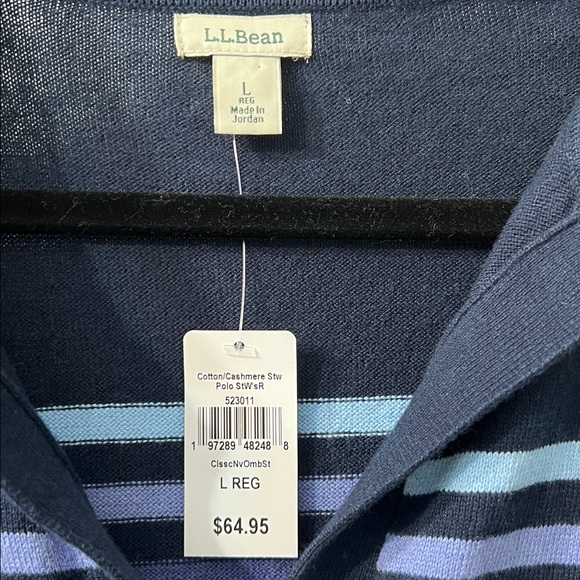 L.L.Bean
L
REG
Made In
Jordan
Cotton/Cashmere Stw
Polo StW'sR
523011
1 97289 48248 8
ClsscNvOmbSt
L REG
$64.95